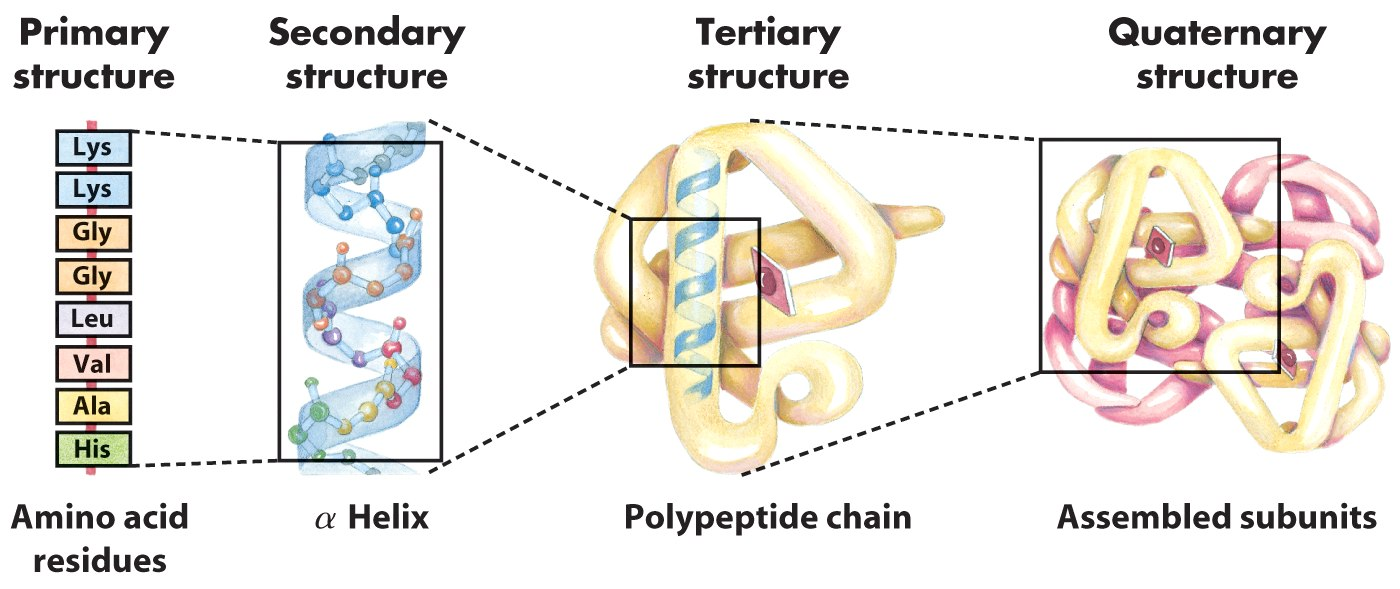 Primary
structure
Secondary
structure
Tertiary
structure
Quaternary
structure
Lys
Lys
Gly
Gly
Leu
Val
Ala
His
Amino acid
residues
α Helix
Polypeptide chain
Assembled subunits